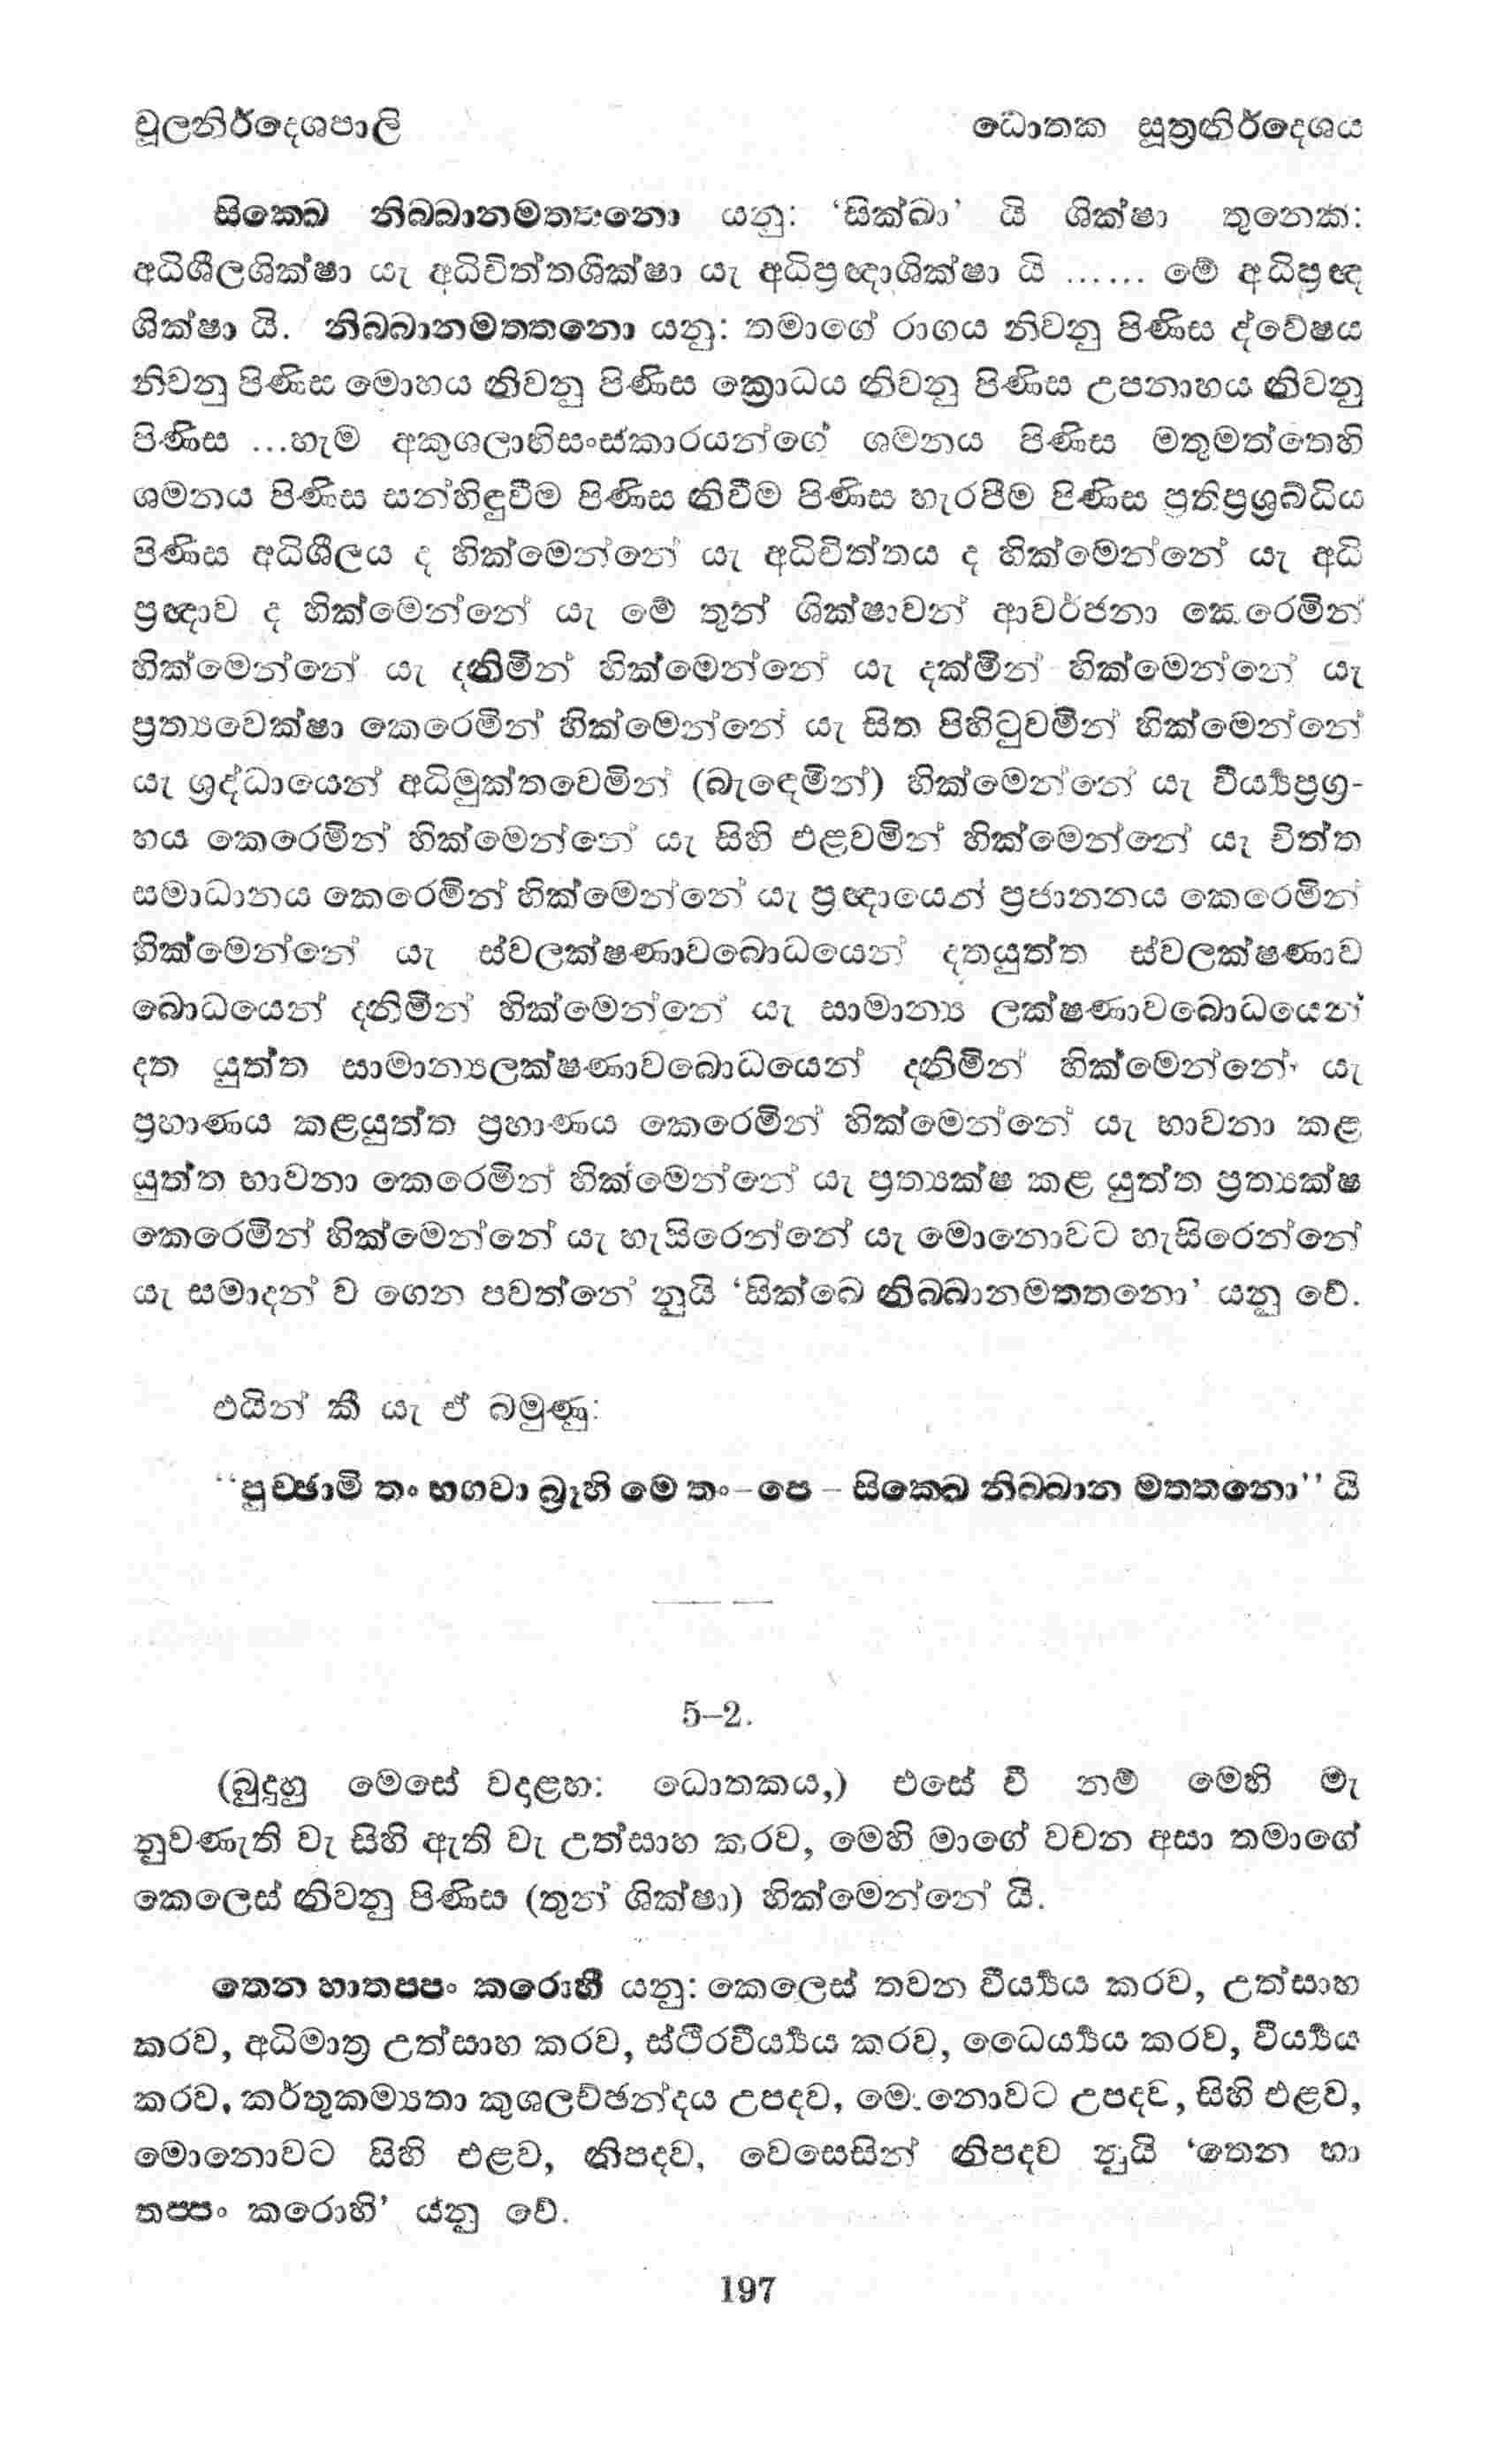 චූලනිර්දෙශපාලි ධොතක සූත්‍රනිර්දෙශය
සිකෙඛ නිබබානමතතනො යනු: ‘සික්ඛා’ යි ශික්ෂා තුනෙක:
අධිශීලශික්ෂා යැ අධිචිත්තශික්ෂා යැ අධිප්‍රඥාශික්ෂා යි ...... මේ අධිප්‍රඥ
ශික්ෂා යි. නිබබානමතතනො යනු: තමාගේ රාගය නිවනු පිණිස ද්වේෂය
නිවනු පිණිස මොහය නිවනු පිණිස ක්‍රොධය නිවනු පිණිස උපනාහය නිවනු
පිණිස ...හැම අකුශලාභිසංස්කාරයන්ගේ ශමනය පිණිස මතුමත්තෙහි
ශමනය පිණිස සන්හිඳුවීම පිණිස නිවීම පිණිස හැරපීම පිණිස ප්‍රතිප්‍රශ්‍රබ්ධිය
පිණිස අධිශීලය ද හික්මෙන්නේ යැ අධිචිත්තය ද හික්මෙන්නේ යැ අධි
ප්‍රඥාව ද හික්මෙන්නේ යැ මේ තුන් ශික්ෂාවන් ආවර්ජනා කෙරෙමින්
හික්මෙන්නේ යැ දනිමින් හික්මෙන්නේ යැ දක්මින් හික්මෙන්නේ යැ
ප්‍රත්‍යවෙක්ෂා කෙරෙමින් හික්මෙන්නේ යැ සිත පිහිටුවමින් හික්මෙන්නේ
යැ ශ්‍රද්ධායෙන් අධිමුක්තවෙමින් (බැඳෙමින්) හික්මෙන්නේ යැ වීර්‍ය්‍යප්‍රග්‍ර-
හය කෙරෙමින් හික්මෙන්නේ යැ සිහි එළවමින් හික්මෙන්නේ යැ චිත්ත
සමාධානය කෙරෙමින් හික්මෙන්නේ යැ ප්‍රඥායෙන් ප්‍රජානනය කෙරෙමින්
හික්මෙන්නේ යැ ස්වලක්ෂණාවබොධයෙන් දතයුත්ත ස්වලක්ෂණාව
බොධයෙන් දනිමින් හික්මෙන්නේ යැ සාමාන්‍ය ලක්ෂණාවබොධයෙන්
දත යුත්ත සාමාන්‍යලක්ෂණාවබොධයෙන් දනිමින් හික්මෙන්නේ යැ
ප්‍රහාණය කළයුත්ත ප්‍රහාණය කෙරෙමින් හික්මෙන්නේ යැ භාවනා කළ
යුත්ත භාවනා කෙරෙමින් හික්මෙන්නේ යැ ප්‍රත්‍යක්ෂ කළ යුත්ත ප්‍රත්‍යක්ෂ
කෙරෙමින් හික්මෙන්නේ යැ හැසිරෙන්නේ යැ මොනොවට හැසිරෙන්නේ
යැ සමාදන් ව ගෙන පවත්නේ නුයි ‘සික්ඛෙ නිබබානමතතනො’ යනු වේ.
එයින් කී යැ ඒ බමුණු:
“පුච්ඡාමි තං භගවා බ්‍රූහි මෙ තං–පෙ – සිකෙඛ නිබබාන මතතනො” යි
5–2.
(බුදුහු මෙසේ වදළහ: ධොතකය,) එසේ වී නම් මෙහි මැ
නුවණැති වැ සිහි ඇති වැ උත්සාහ කරව, මෙහි මාගේ වචන අසා තමාගේ
කෙලෙස් නිවනු පිණිස (තුන් ශික්ෂා) හික්මෙන්නේ යි.
තෙන හාතපපං කරොහී යනු: කෙලෙස් තවන වීර්‍ය්‍යය කරව, උත්සාහ
කරව, අධිමාත්‍ර උත්සාහ කරව, ස්ථිරවීර්‍ය්‍යය කරව, ධෛර්‍ය්‍යය කරව, වීර්‍ය්‍යය
කරව, කර්තුකම්‍යතා කුශලච්ඡන්දය උපදව, මොනොවට උපදව, සිහි එළව,
මොනොවට සිහි එළව, නිපදව, වෙසෙසින් නිපදව නුයි ‘තෙන හා
තප්පං කරොහි’ යනු වේ.
197